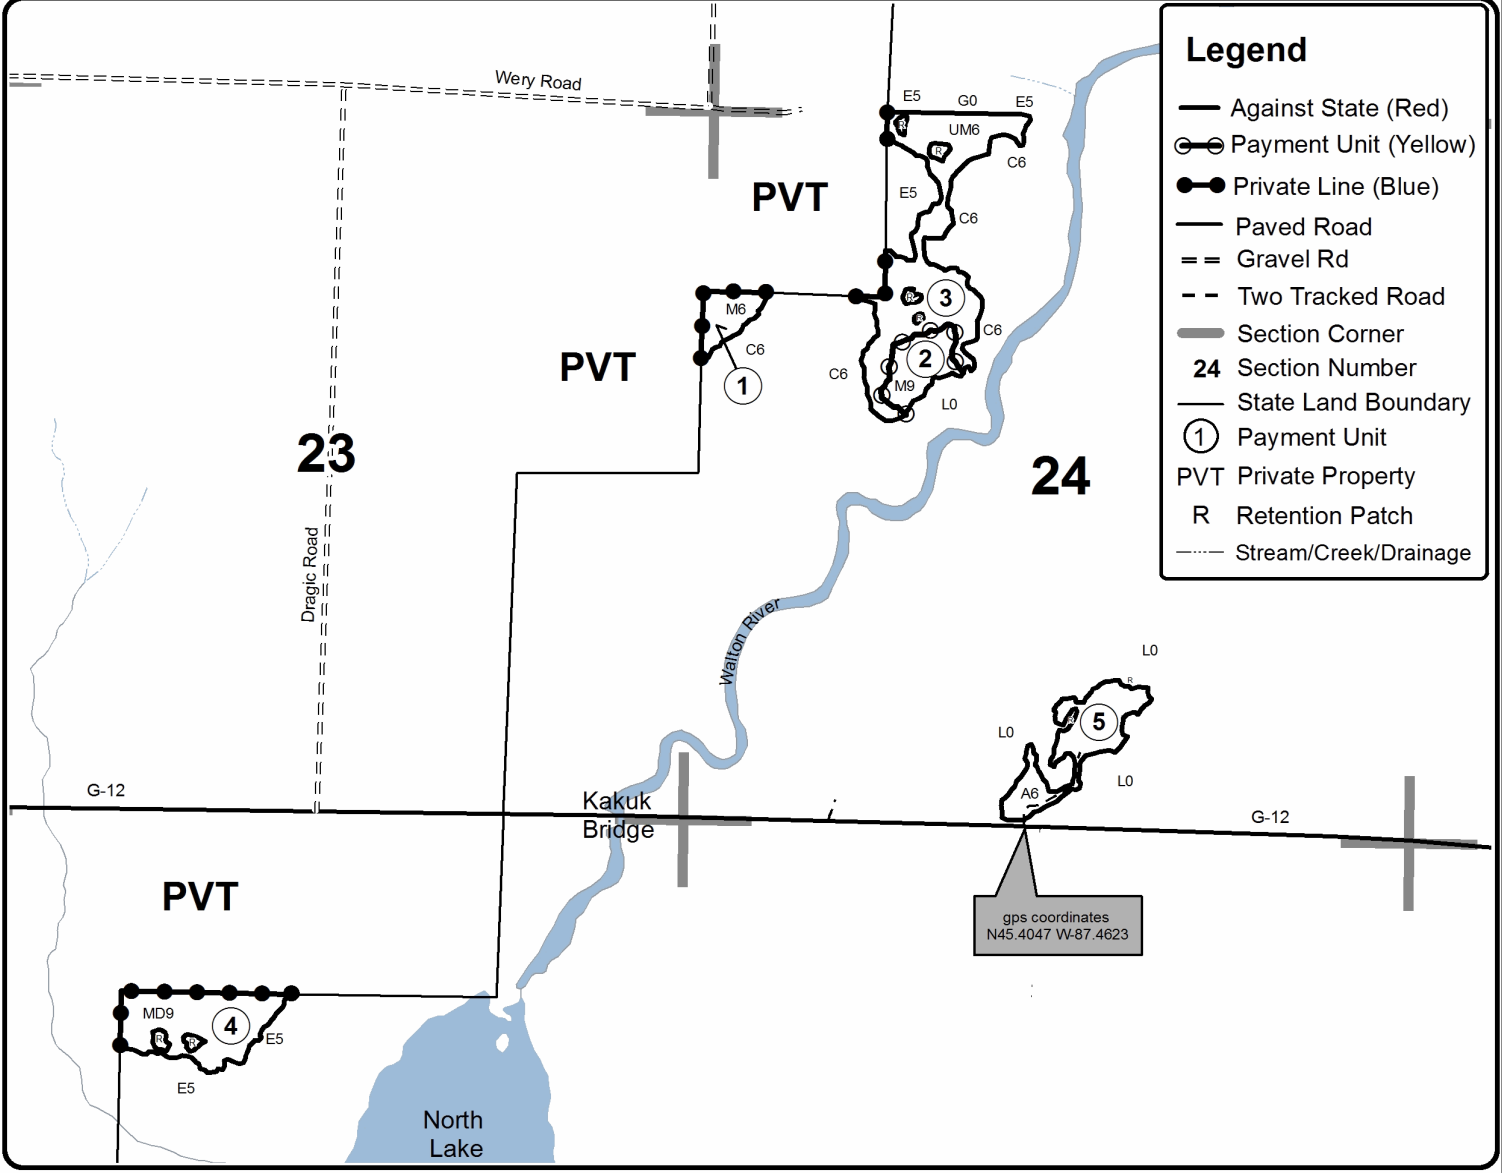 Legend
Against State (Red)
Payment Unit (Yellow)
Private Line (Blue)
Paved Road
Gravel Rd
Two Tracked Road
Section Corner
24 Section Number
State Land Boundary
1 Payment Unit
PVT Private Property
R Retention Patch
Stream/Creek/Drainage
Wery Road
E5
G0
E5
R
UM6
R
C6
PVT
E5
C6
R
3
M6
R
C6
C6
PVT
2
C6
M9
1
L0
23
24
Dragic Road
Walton River
L0
R
R
5
L0
L0
G-12
A6
Kakuk
Bridge
G-12
PVT
gps coordinates
N45.4047 W-87.4623
MD9
4
R
R
E5
E5
North
Lake